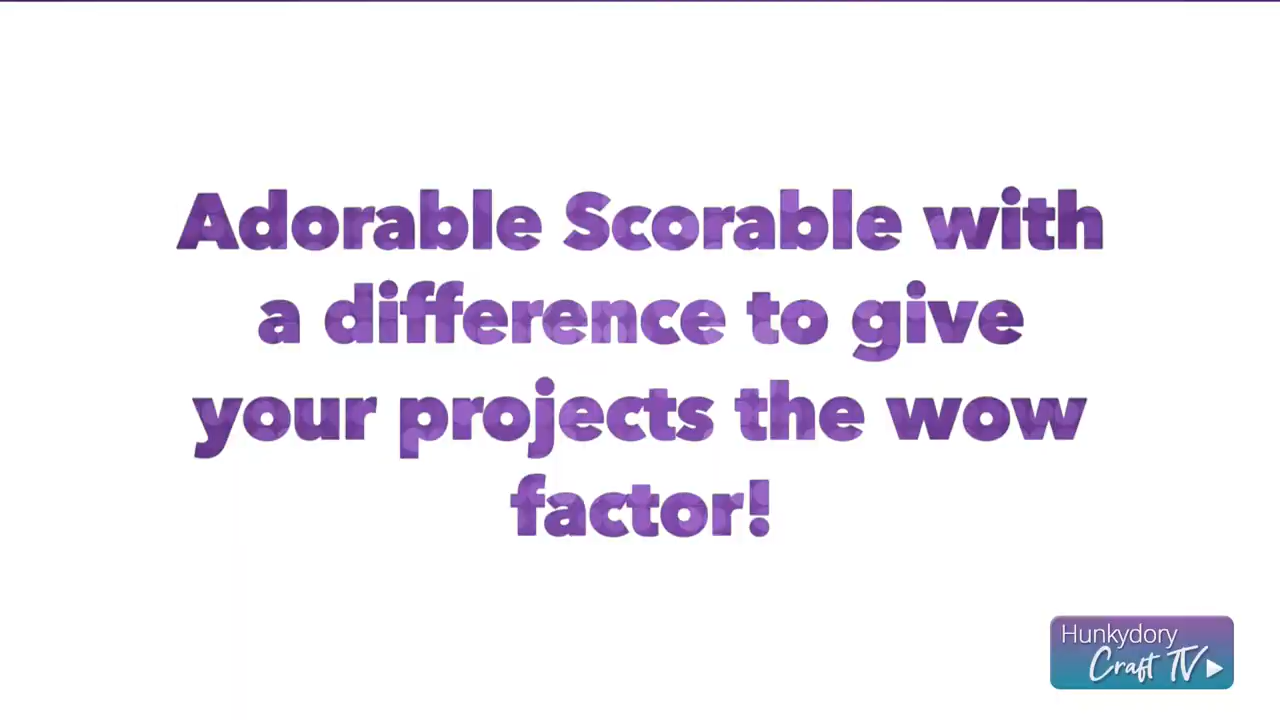 Adorable Scorable with
a difference to give
your projects the wow
factor!
Hunkydory
Craft TV